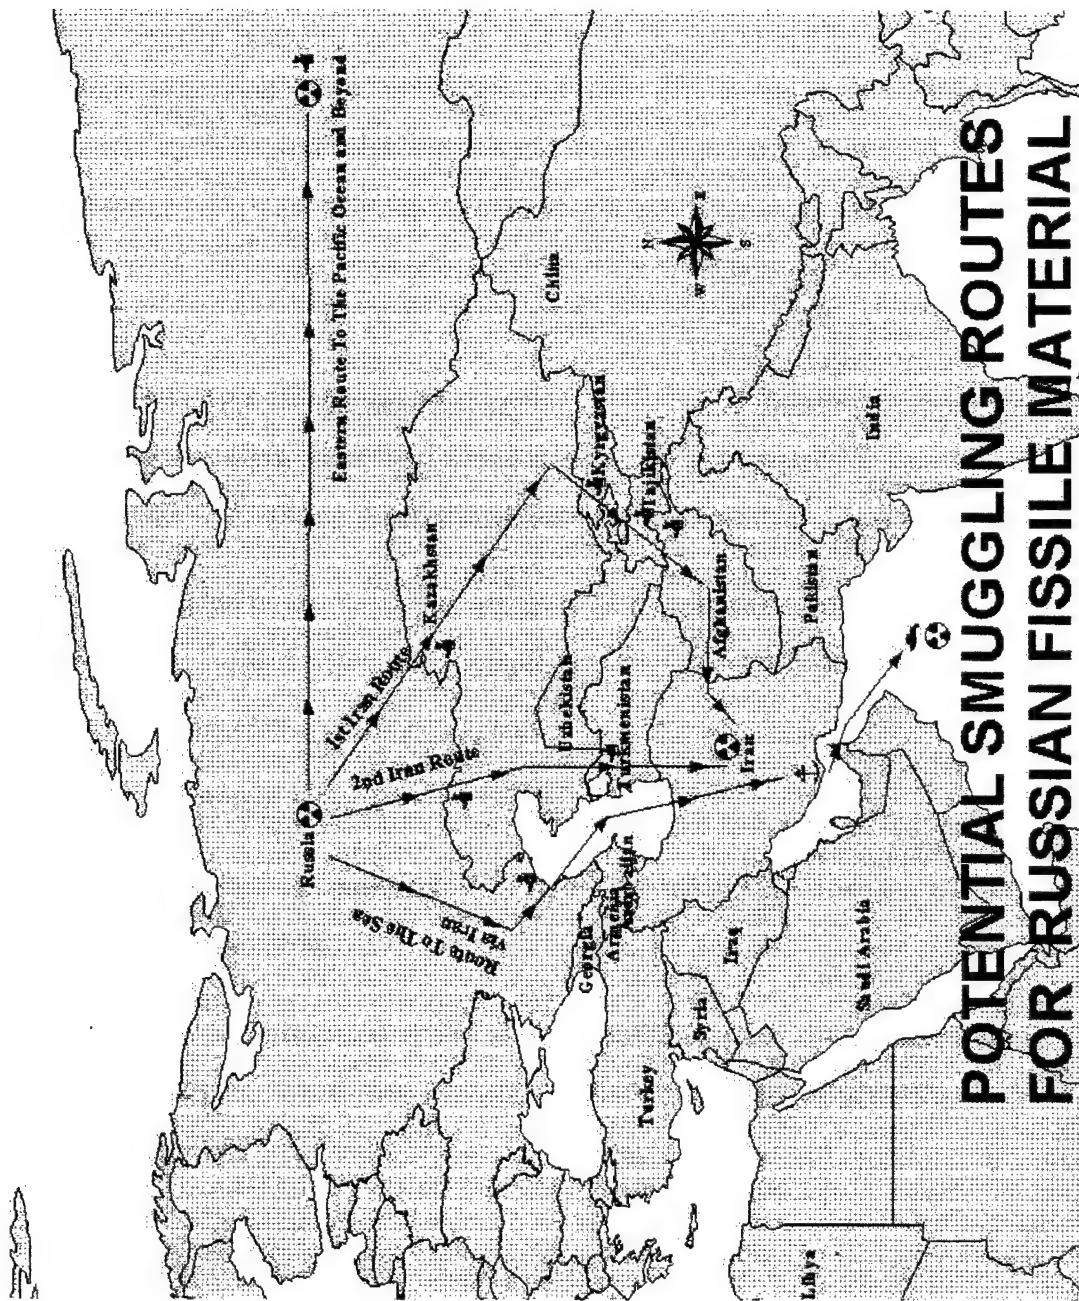 Eastern Route To The Pacific Ocean and Beyond
Russia
1st Iran Route
2nd Iran Route
Route To The Sea
via Iran
Kazakhstan
China
N
W
E
S
Kyrgyzstan
Tajikistan
Uzbekistan
Turkmenistan
Georgia
Armenia
Azerbaijan
Turkey
Syria
Iraq
Iran
Afghanistan
Pakistan
India
Saudi Arabia
Libya
POTENTIAL SMUGGLING ROUTES
FOR RUSSIAN FISSILE MATERIAL